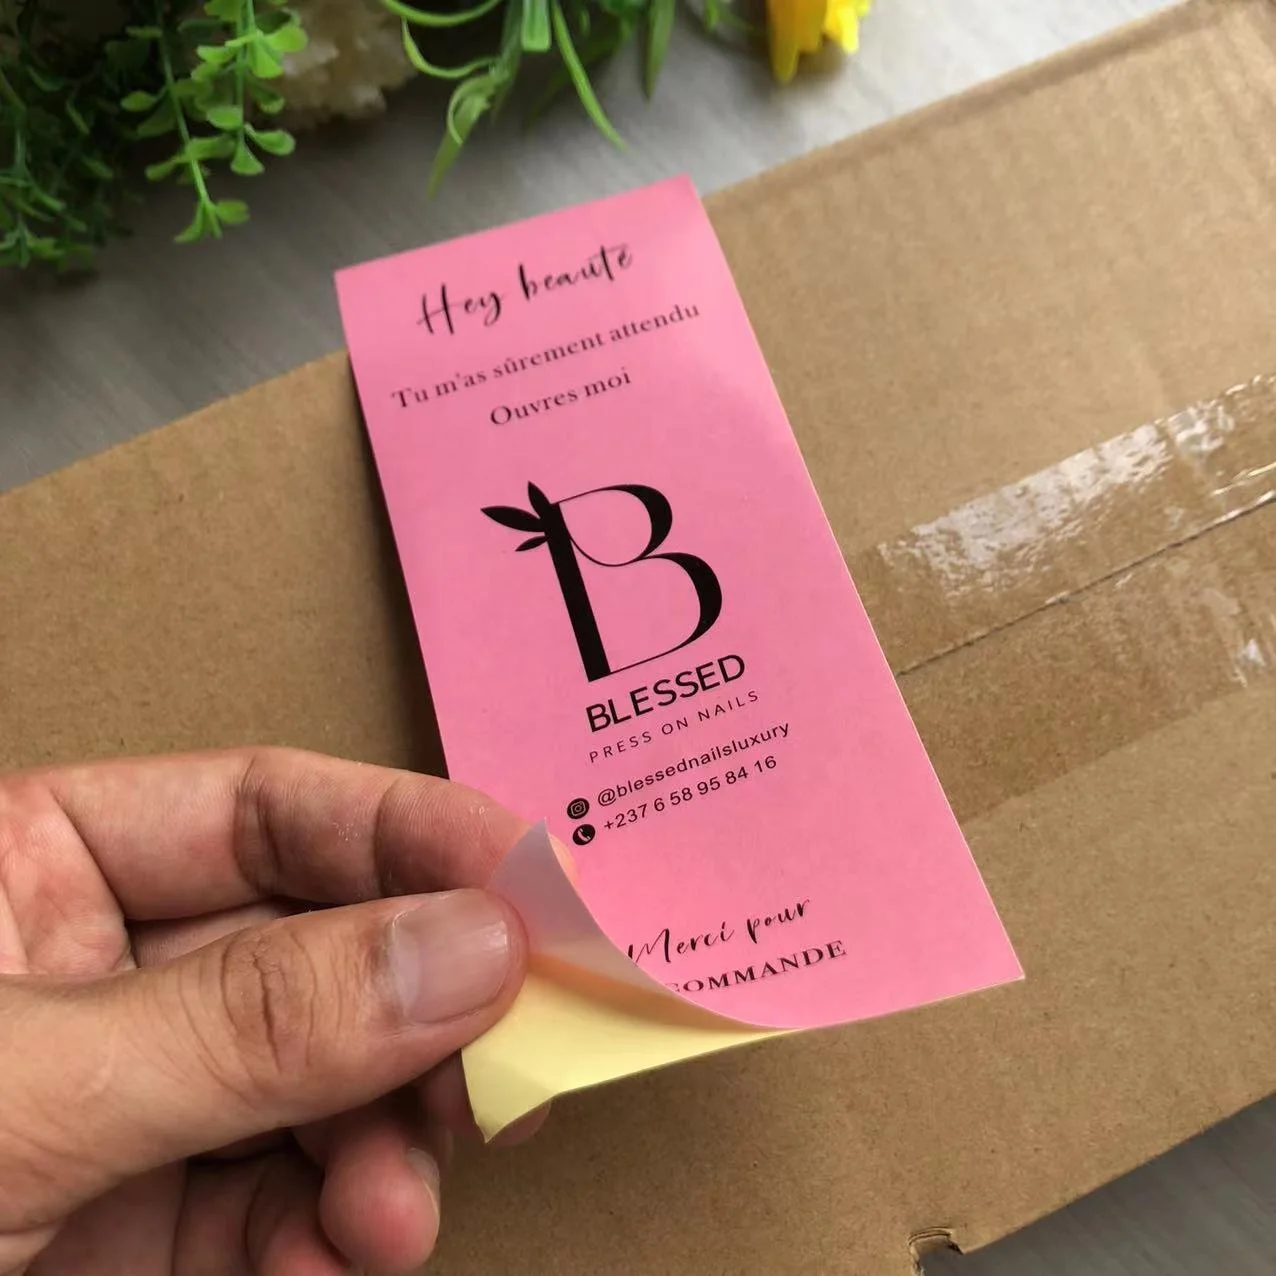 Hey beauté
Tu m'as sûrement attendu
Ouvres moi
B
BLESSED
PRESS ON NAILS
@blessednailsluxury
+237 6 58 95 84 16
Merci pour
COMMANDE